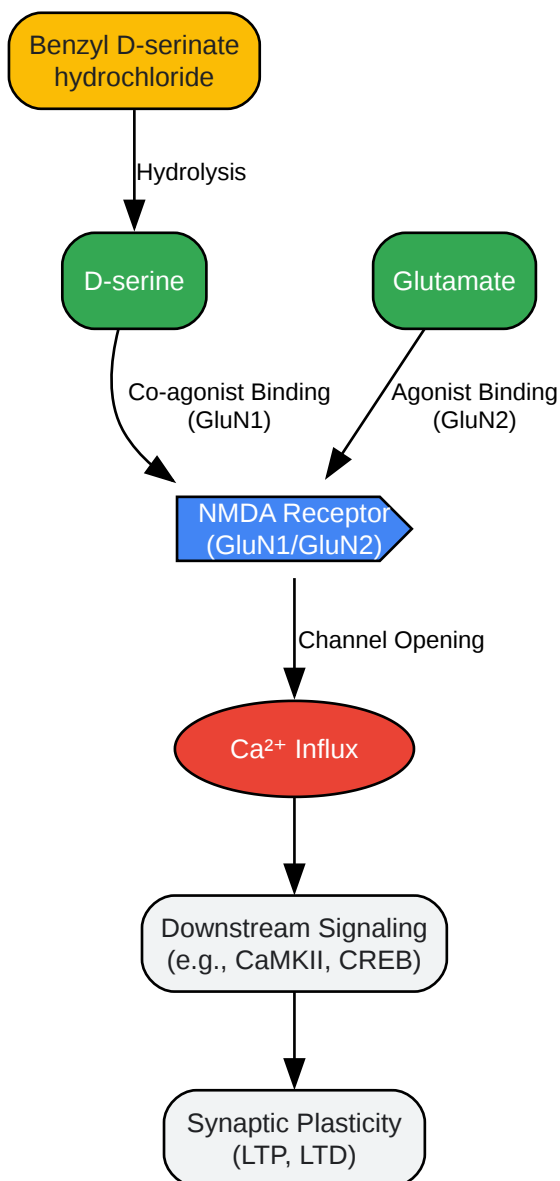 Benzyl D-serinate
hydrochloride
Hydrolysis
D-serine
Glutamate
Co-agonist Binding
(GluN1)
Agonist Binding
(GluN2)
NMDA Receptor
(GluN1/GluN2)
Channel Opening
Ca²⁺ Influx
Downstream Signaling
(e.g., CaMKII, CREB)
Synaptic Plasticity
(LTP, LTD)